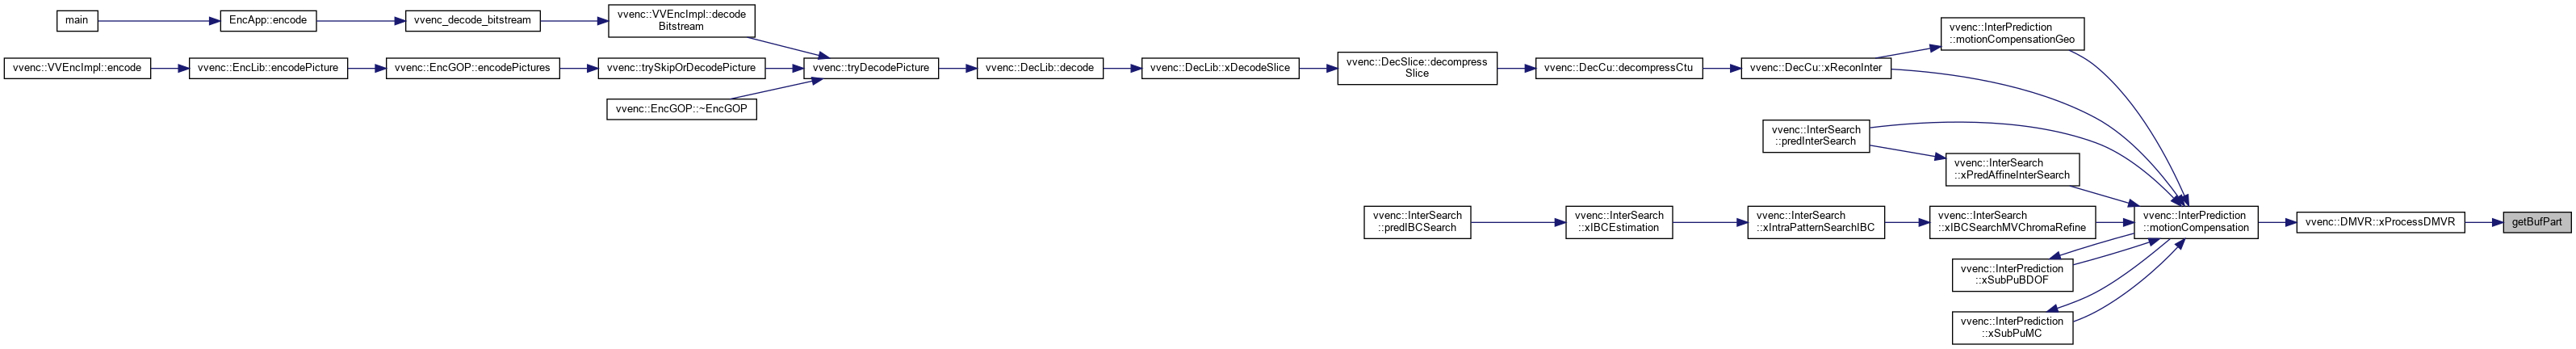 main
EncApp::encode
vvenc_decode_bitstream
vvenc::VVEncImpl::decode
Bitstream
vvenc::VVEncImpl::encode
vvenc::EncLib::encodePicture
vvenc::EncGOP::encodePictures
vvenc::trySkipOrDecodePicture
vvenc::EncGOP::~EncGOP
vvenc::tryDecodePicture
vvenc::DecLib::decode
vvenc::DecLib::xDecodeSlice
vvenc::DecSlice::decompress
Slice
vvenc::DecCu::decompressCtu
vvenc::DecCu::xReconInter
vvenc::InterPrediction
::motionCompensationGeo
vvenc::InterSearch
::predInterSearch
vvenc::InterSearch
::xPredAffineInterSearch
vvenc::InterSearch
::predIBCSearch
vvenc::InterSearch
::xIBCEstimation
vvenc::InterSearch
::xIntraPatternSearchIBC
vvenc::InterSearch
::xIBCSearchMVChromaRefine
vvenc::InterPrediction
::motionCompensation
vvenc::DMVR::xProcessDMVR
getBufPart
vvenc::InterPrediction
::xSubPuBDOF
vvenc::InterPrediction
::xSubPuMC